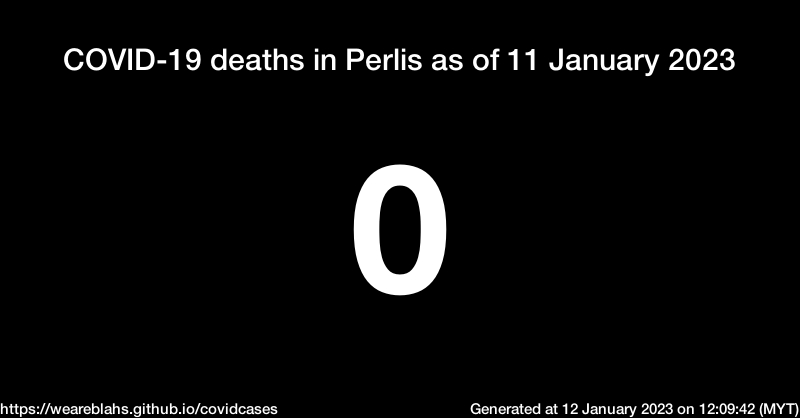 COVID-19 deaths in Perlis as of 11 January 2023
0
https://weareblahs.github.io/covidcases
Generated at 12 January 2023 on 12:09:42 (MYT)